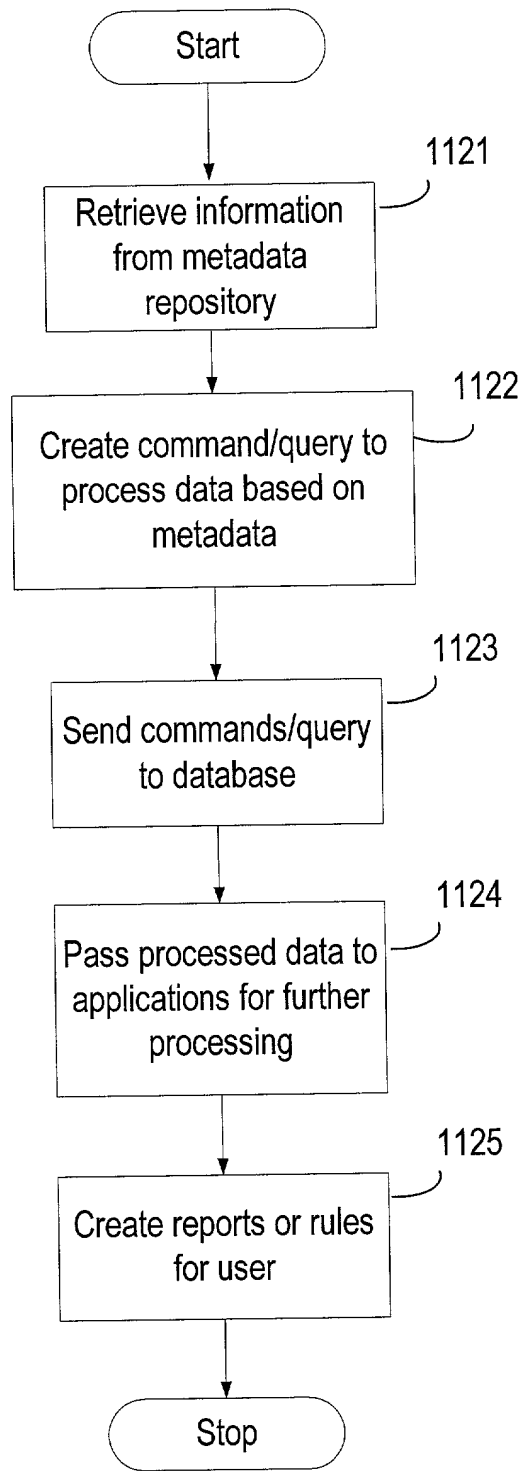 Start
1121
Retrieve information
from metadata
repository
1122
Create command/query to
process data based on
metadata
1123
Send commands/query
to database
1124
Pass processed data to
applications for further
processing
1125
Create reports or rules
for user
Stop